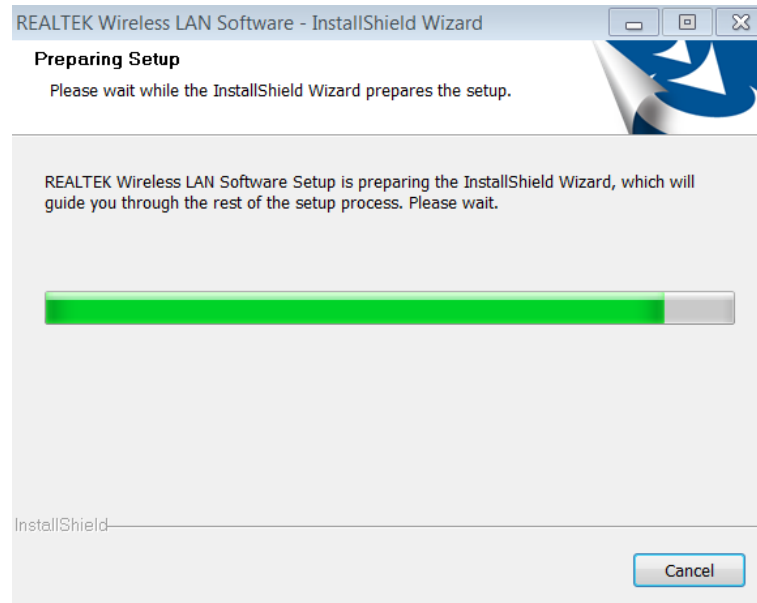 REALTEK Wireless LAN Software - InstallShield Wizard
Preparing Setup
Please wait while the InstallShield Wizard prepares the setup.
REALTEK Wireless LAN Software Setup is preparing the InstallShield Wizard, which will
guide you through the rest of the setup process. Please wait.
InstallShield
Cancel